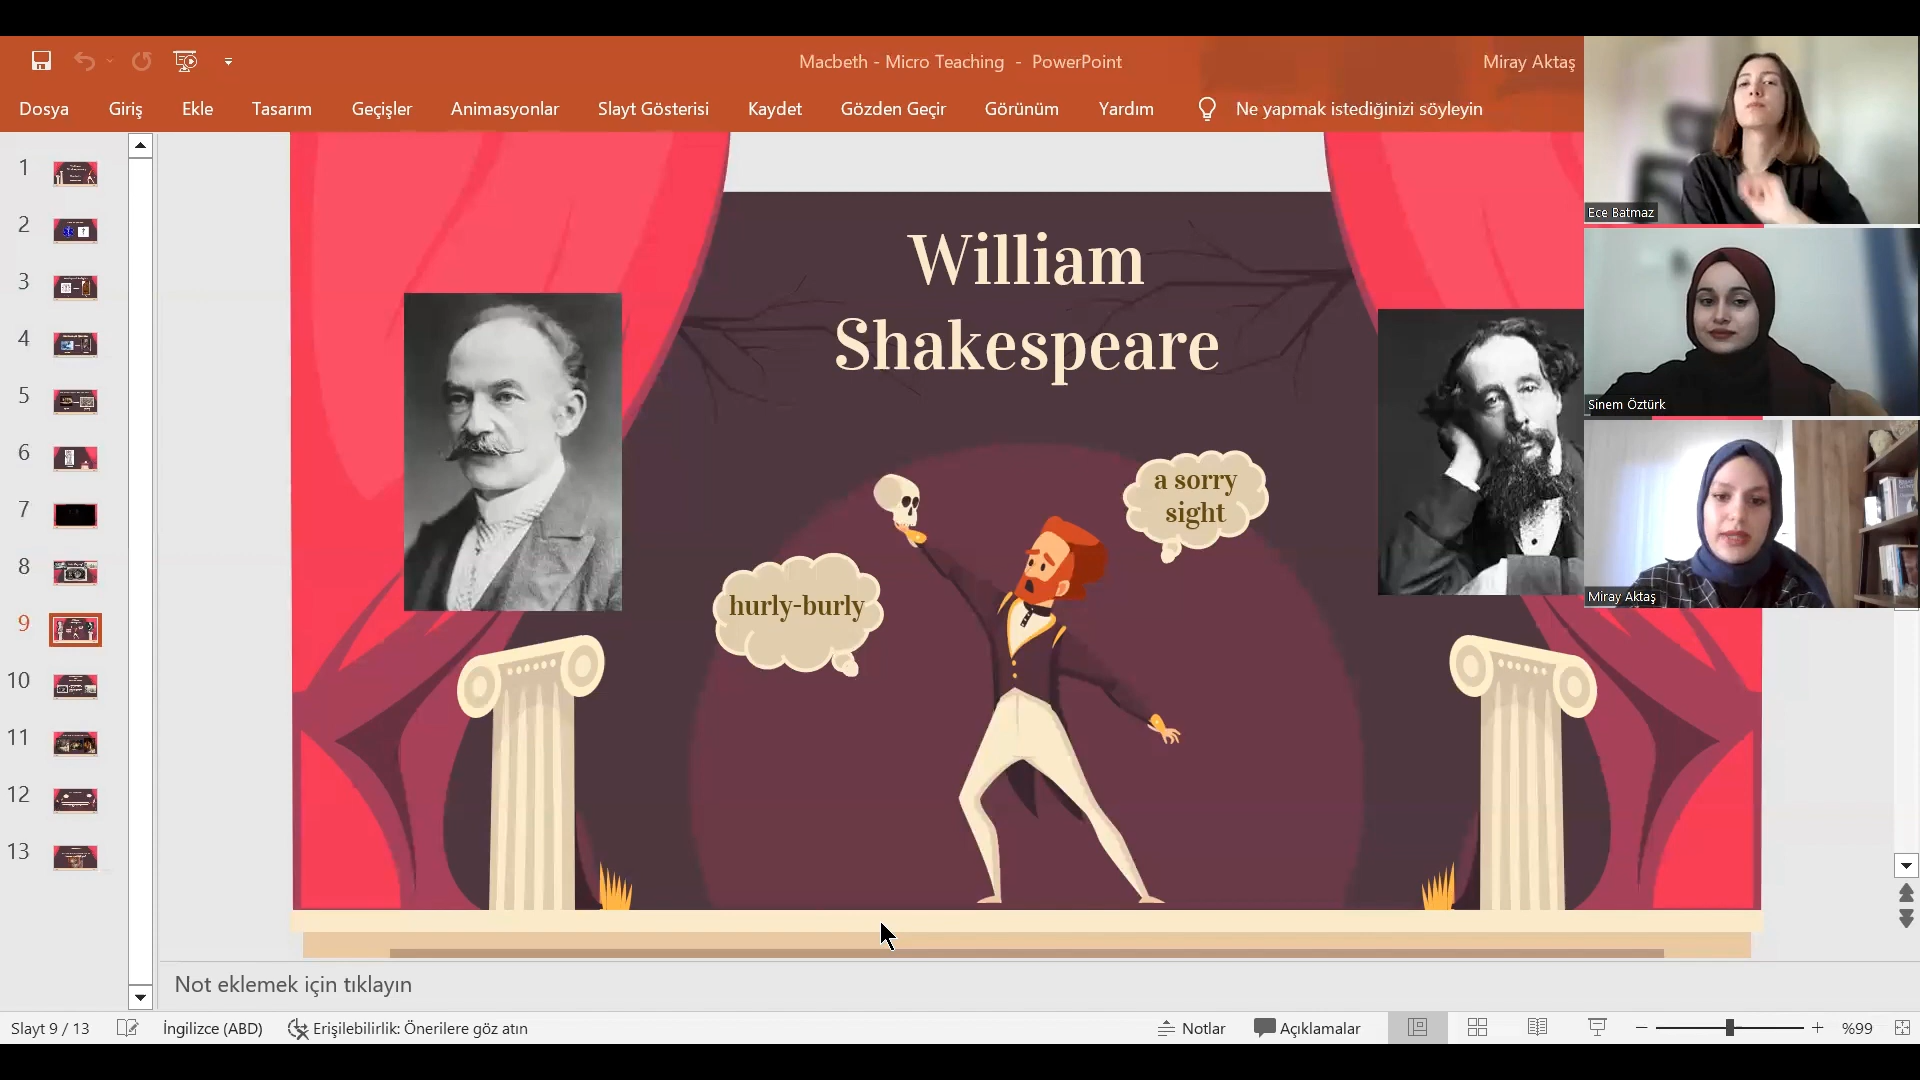 Macbeth - Micro Teaching - PowerPoint
Miray Aktaş
Dosya Giriş Ekle Tasarım Geçişler Animasyonlar Slayt Gösterisi Kaydet Gözden Geçir Görünüm Yardım Ne yapmak istediğinizi söyleyin
1
2
3
4
5
6
7
8
9
10
11
12
13
William
Shakespeare
a sorry
sight
hurly-burly
Ece Batmaz
Sinem Öztürk
Miray Aktaş
Not eklemek için tıklayın
Slayt 9 / 13 İngilizce (ABD) Erişilebilirlik: Önerilere göz atın Notlar Açıklamalar %99